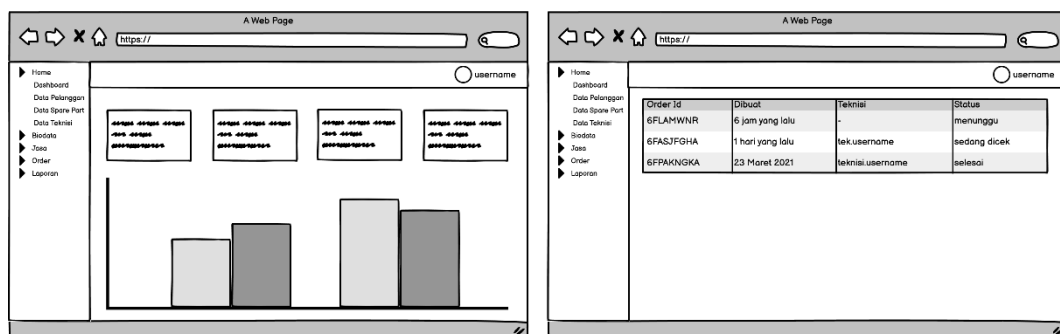 A Web Page
https://
username
Home
Dashboard
Data Pelanggan
Data Spare Part
Data Teknisi
Biodata
Jasa
Order
Laporan
A Web Page
https://
username
Home
Dashboard
Data Pelanggan
Data Spare Part
Data Teknisi
Biodata
Jasa
Order
Laporan
Order Id Dibuat Teknisi Status
6FLAMWNR 6 jam yang lalu - menunggu
6FASJFGHA 1 hari yang lalu tek.username sedang dicek
6FPAKNGKA 23 Maret 2021 teknisi.username selesai